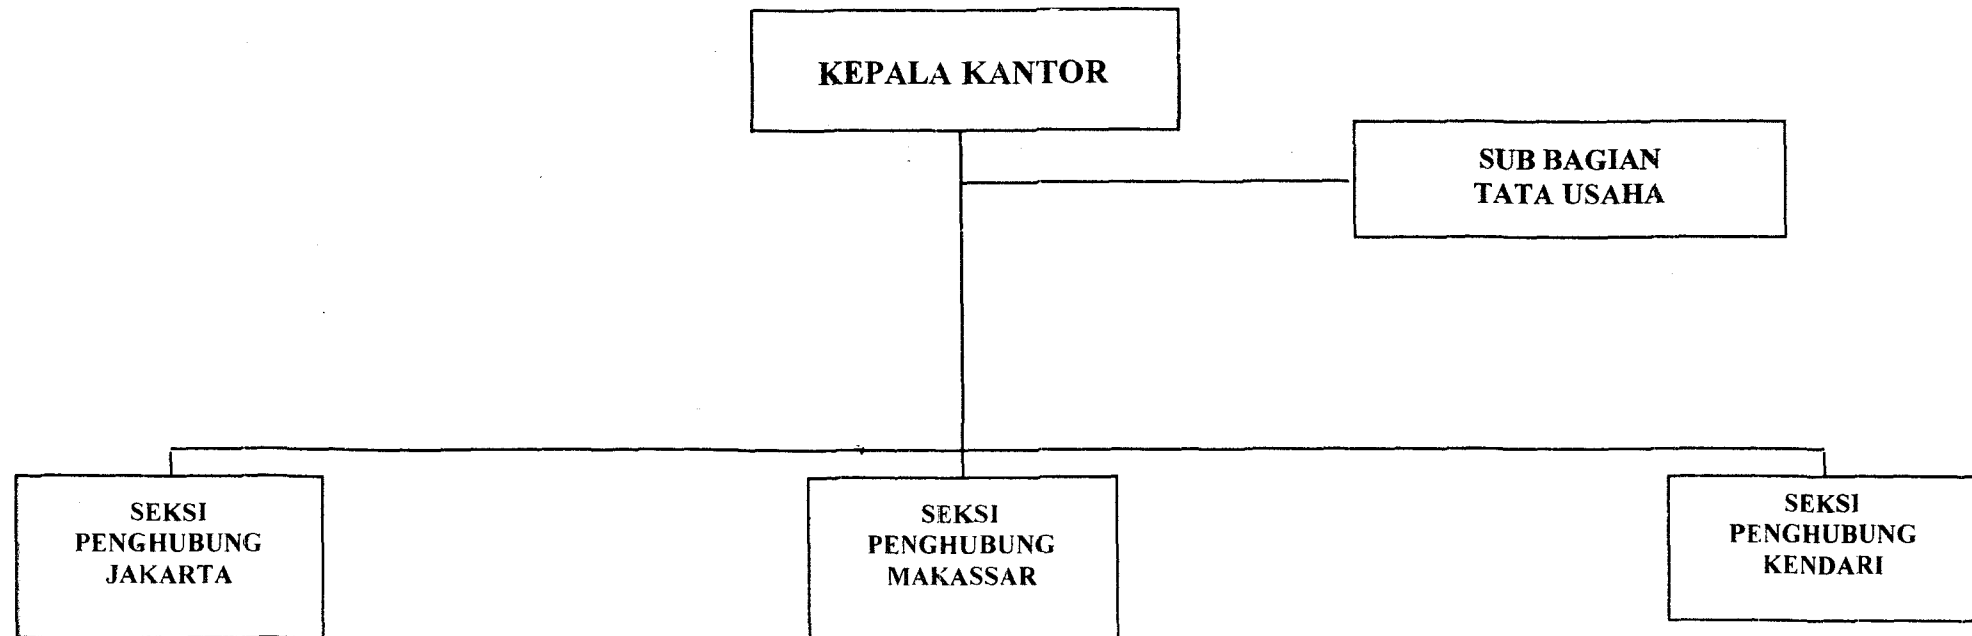 KEPALA KANTOR
SUB BAGIAN
TATA USAHA
SEKSI
PENGHUBUNG
JAKARTA
SEKSI
PENGHUBUNG
MAKASSAR
SEKSI
PENGHUBUNG
KENDARI